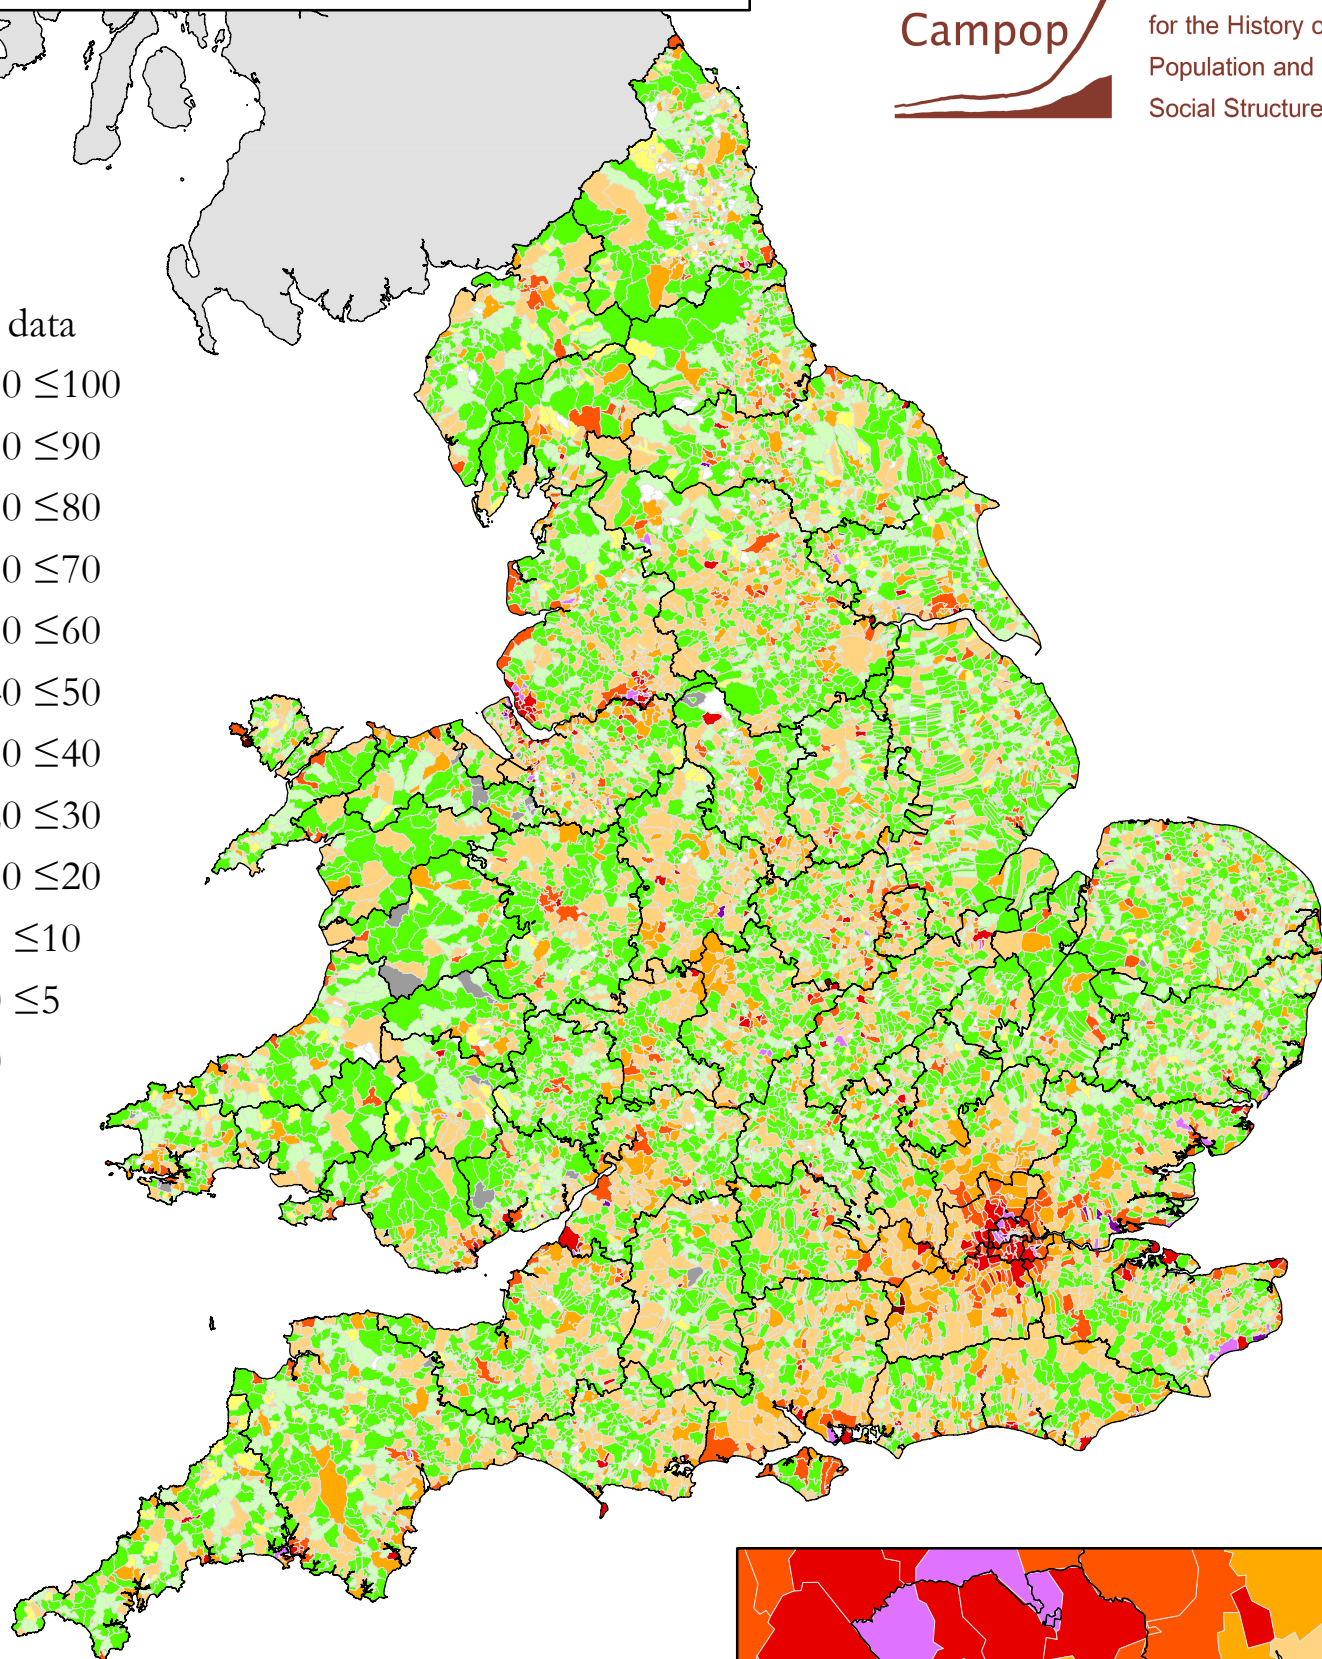 Campop
for the History
Population and
Social Structure
data
0 ≤100
0 ≤90
0 ≤80
0 ≤70
0 ≤60
0 ≤50
0 ≤40
0 ≤30
0 ≤20
≤10
≤5